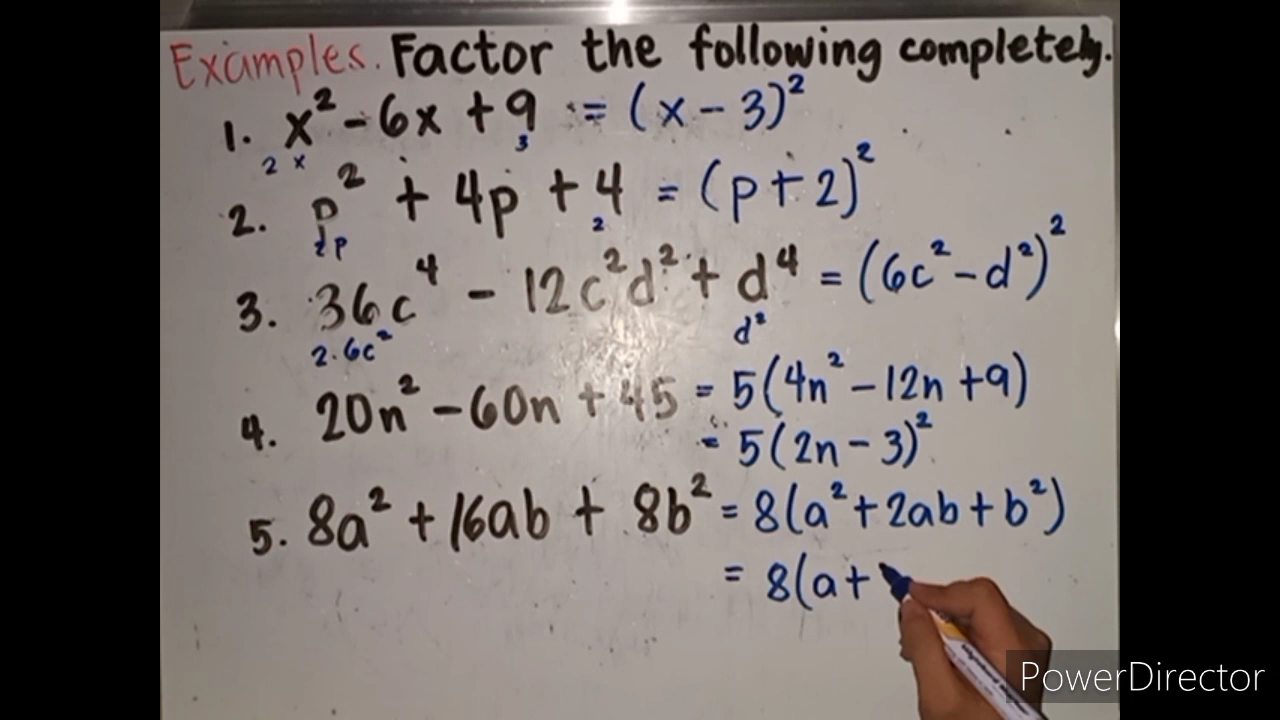 Examples. Factor the following completely.
1. x² - 6x + 9 = (x - 3)²
2 x 3
2. p² + 4p + 4 = (p + 2)²
2 p 2
3. 36c⁴ - 12c²d² + d⁴ = (6c² - d²)²
2·6c² d²
4. 20n² - 60n + 45 = 5(4n² - 12n + 9)
= 5(2n - 3)²
5. 8a² + 16ab + 8b² = 8(a² + 2ab + b²)
= 8(a +
PowerDirector